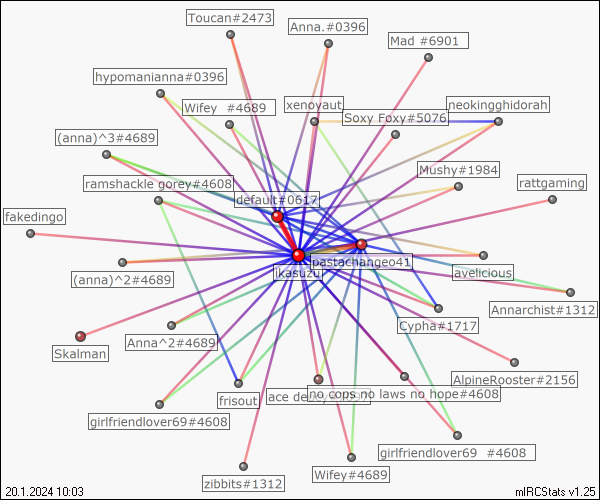 Toucan#2473
Anna.#0396
Mad #6901
hypomanianna#0396
Wifey #4689
xenoyaut
Soxy Foxy#5076
neokingghidorah
(anna)^3#4689
ramshackle gorey#4608
Mushy#1984
rattgaming
default#0617
fakedingo
pastachangeo41
ikasuzu
avelicious
(anna)^2#4689
Annarchist#1312
Cypha#1717
Anna^2#4689
Skalman
AlpineRooster#2156
frisout
ace
no cops no laws no hope#4608
girlfriendlover69#4608
girlfriendlover69 #4608
zibbits#1312
Wifey#4689
20.1.2024 10:03
mIRCStats v1.25